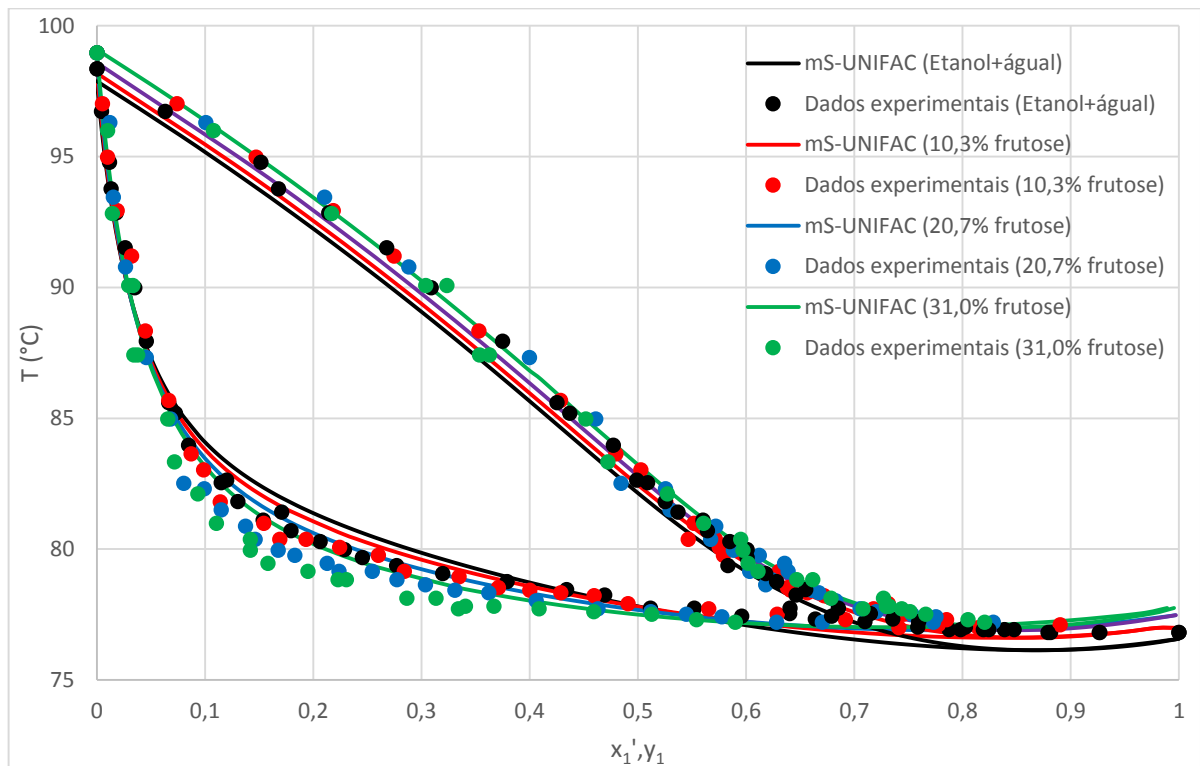 100
95
90
85
80
75
T (°C)
0
0,1
0,2
0,3
0,4
0,5
0,6
0,7
0,8
0,9
1
x₁',y₁
mS-UNIFAC (Etanol+águal)
Dados experimentais (Etanol+águal)
mS-UNIFAC (10,3% frutose)
Dados experimentais (10,3% frutose)
mS-UNIFAC (20,7% frutose)
Dados experimentais (20,7% frutose)
mS-UNIFAC (31,0% frutose)
Dados experimentais (31,0% frutose)